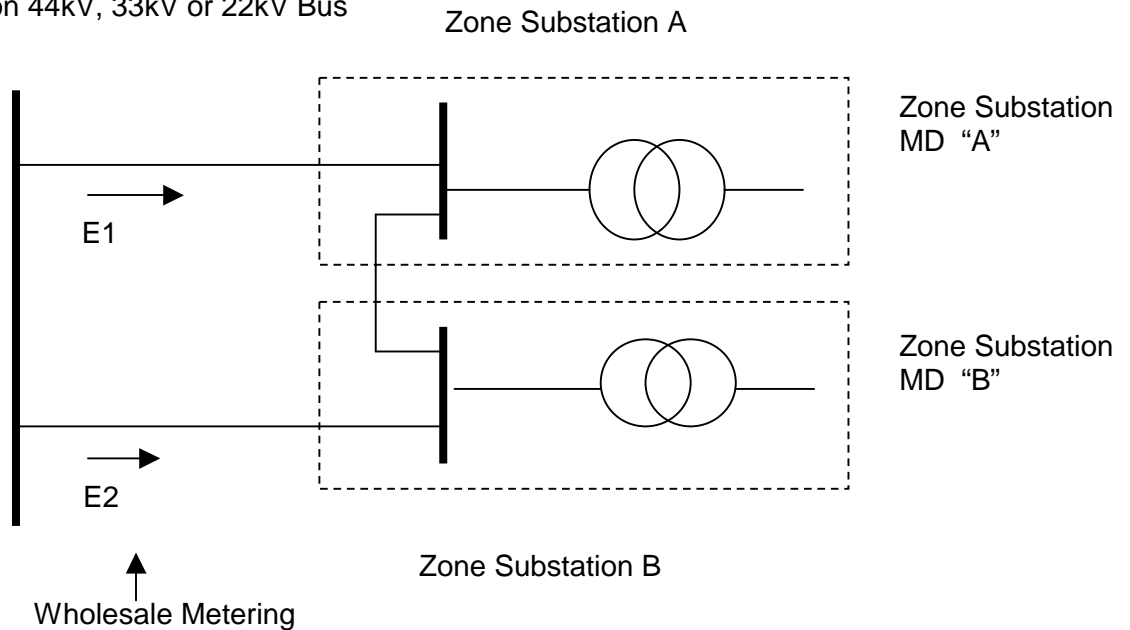 44kV, 33kV or 22kV Bus
Zone Substation A
Zone Substation
MD "A"
E1
Zone Substation
MD "B"
E2
Zone Substation B
Wholesale Metering